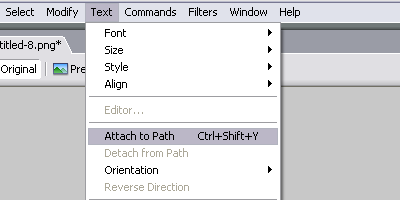 Select Modify Text Commands Filters Window Help
Font
ntitled-8.png*
Size
Original Pre
Style
Align
Editor...
Attach to Path Ctrl+Shift+Y
Detach from Path
Orientation
Reverse Direction